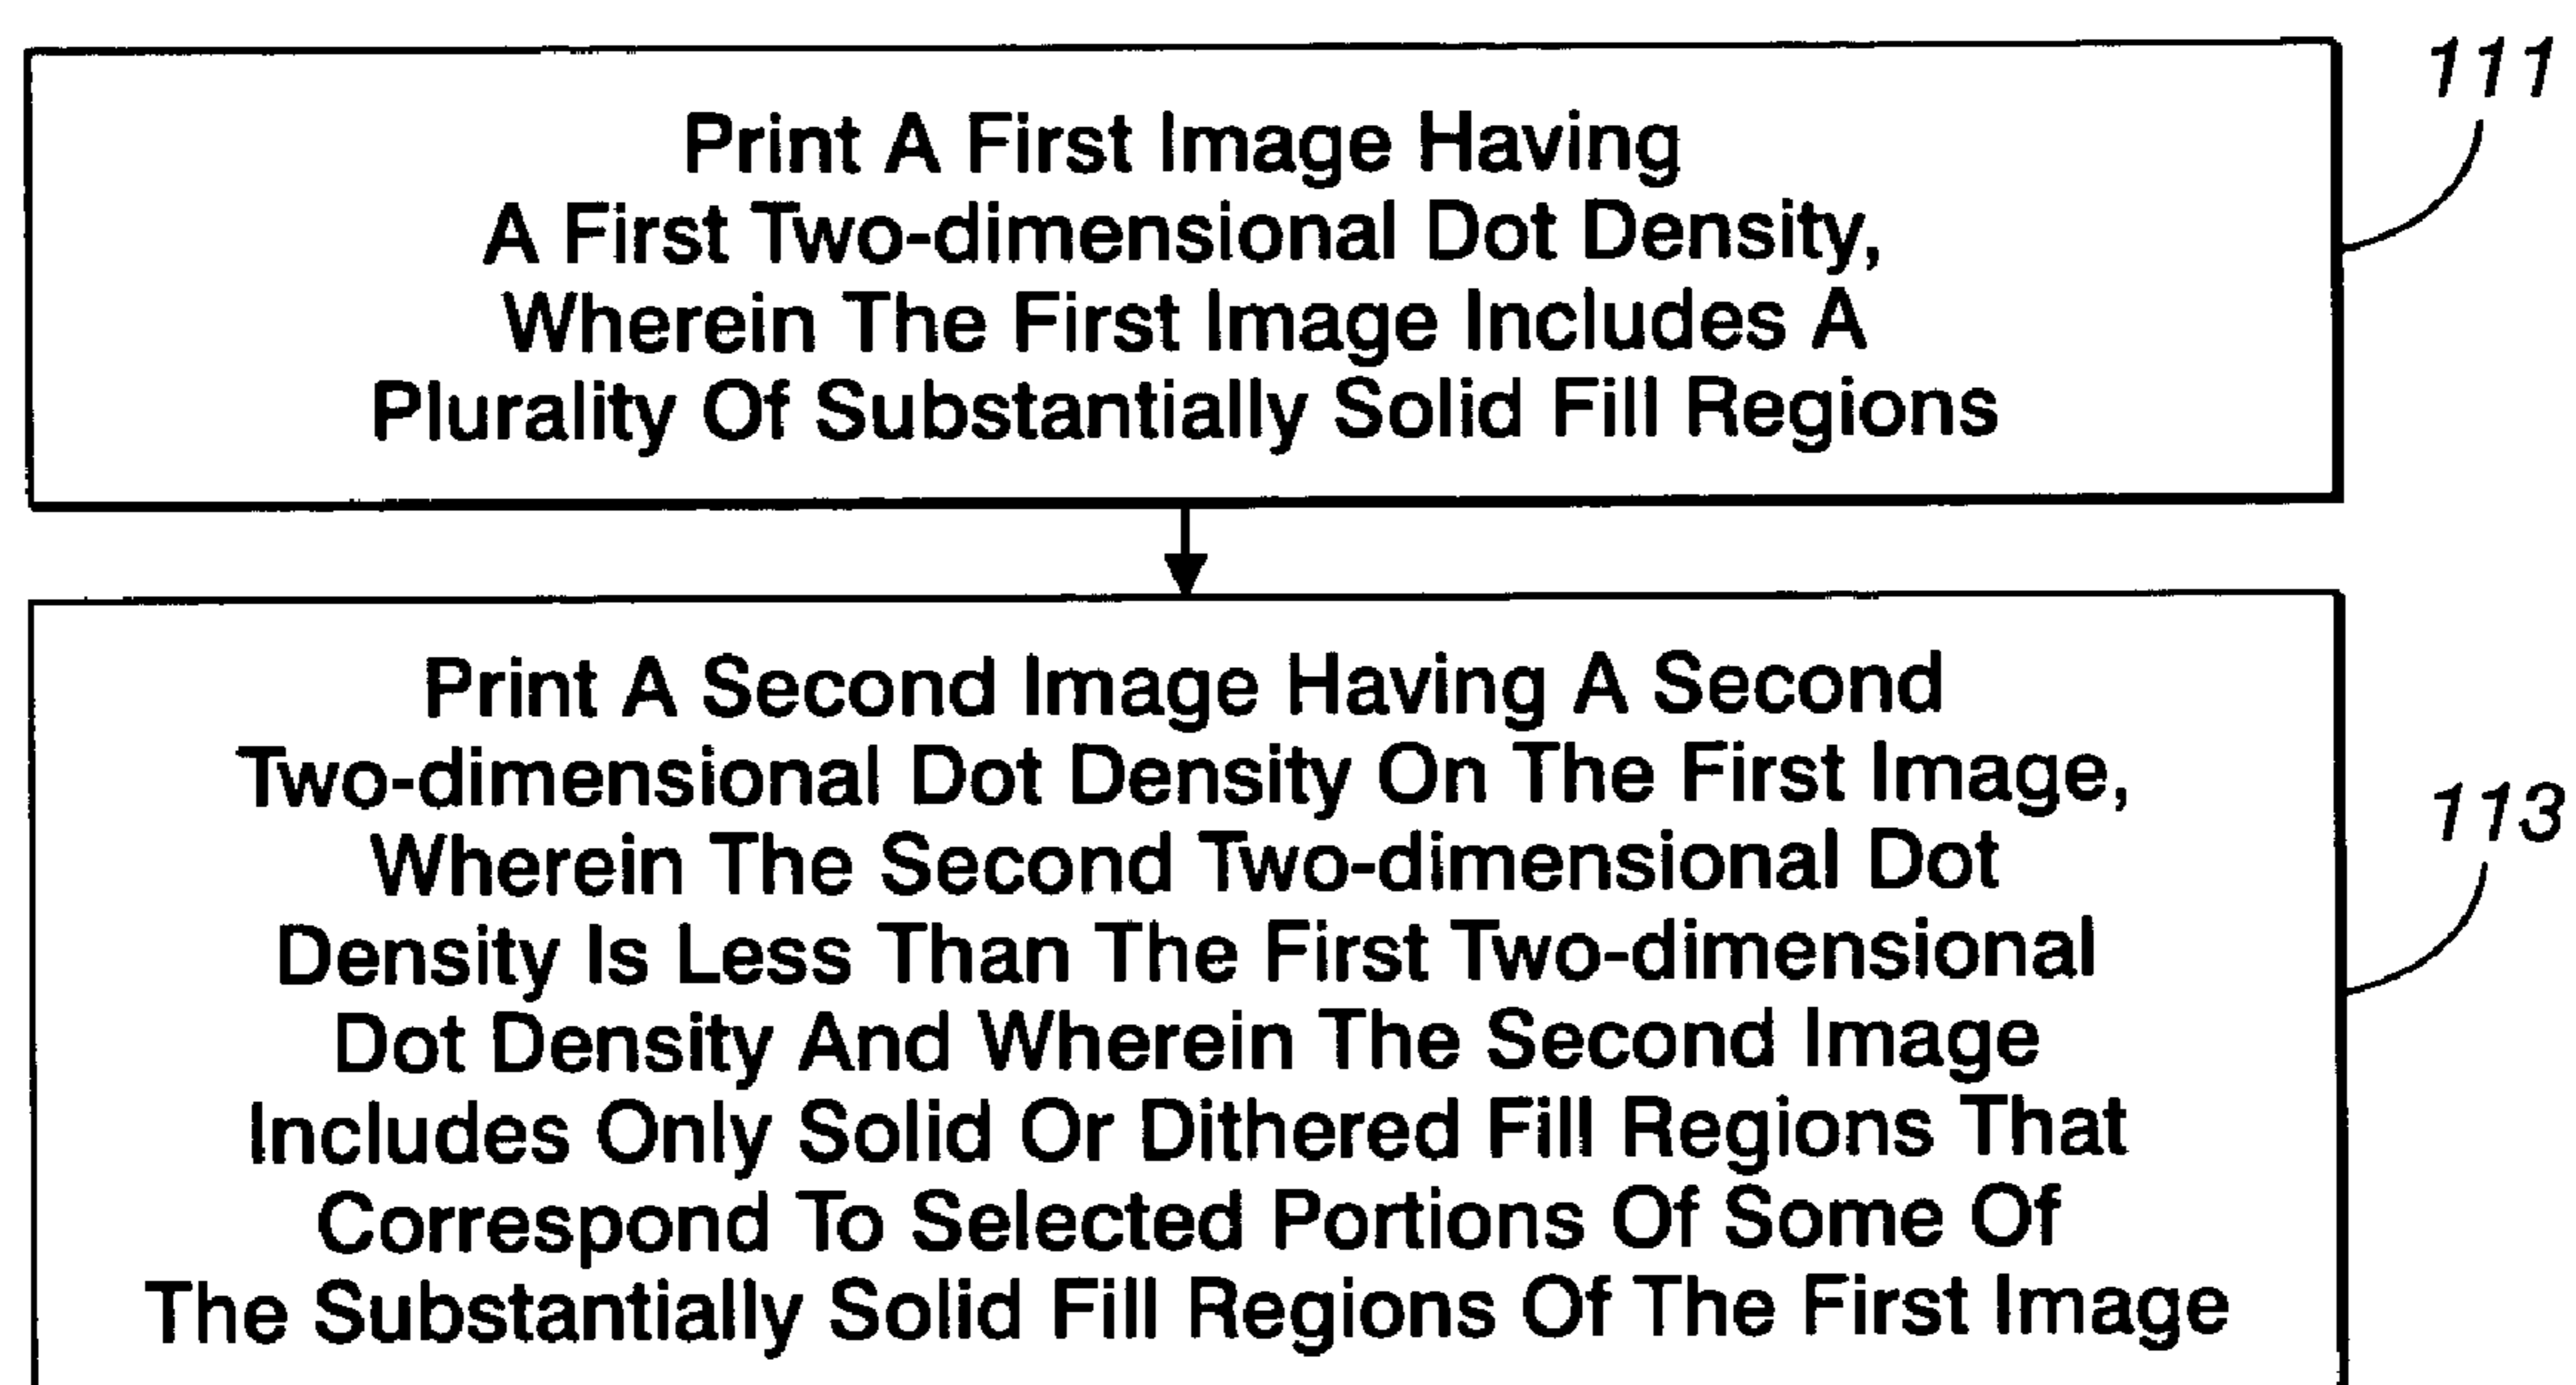 111
Print A First Image Having
A First Two-dimensional Dot Density,
Wherein The First Image Includes A
Plurality Of Substantially Solid Fill Regions
Print A Second Image Having A Second
Two-dimensional Dot Density On The First Image,
Wherein The Second Two-dimensional Dot
Density Is Less Than The First Two-dimensional
Dot Density And Wherein The Second Image
Includes Only Solid Or Dithered Fill Regions That
Correspond To Selected Portions Of Some Of
The Substantially Solid Fill Regions Of The First Image
113